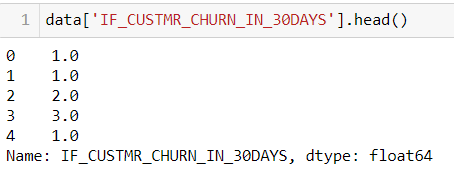 1 data['IF_CUSTMR_CHURN_IN_30DAYS'].head()
0 1.0
1 1.0
2 2.0
3 3.0
4 1.0
Name: IF_CUSTMR_CHURN_IN_30DAYS, dtype: float64